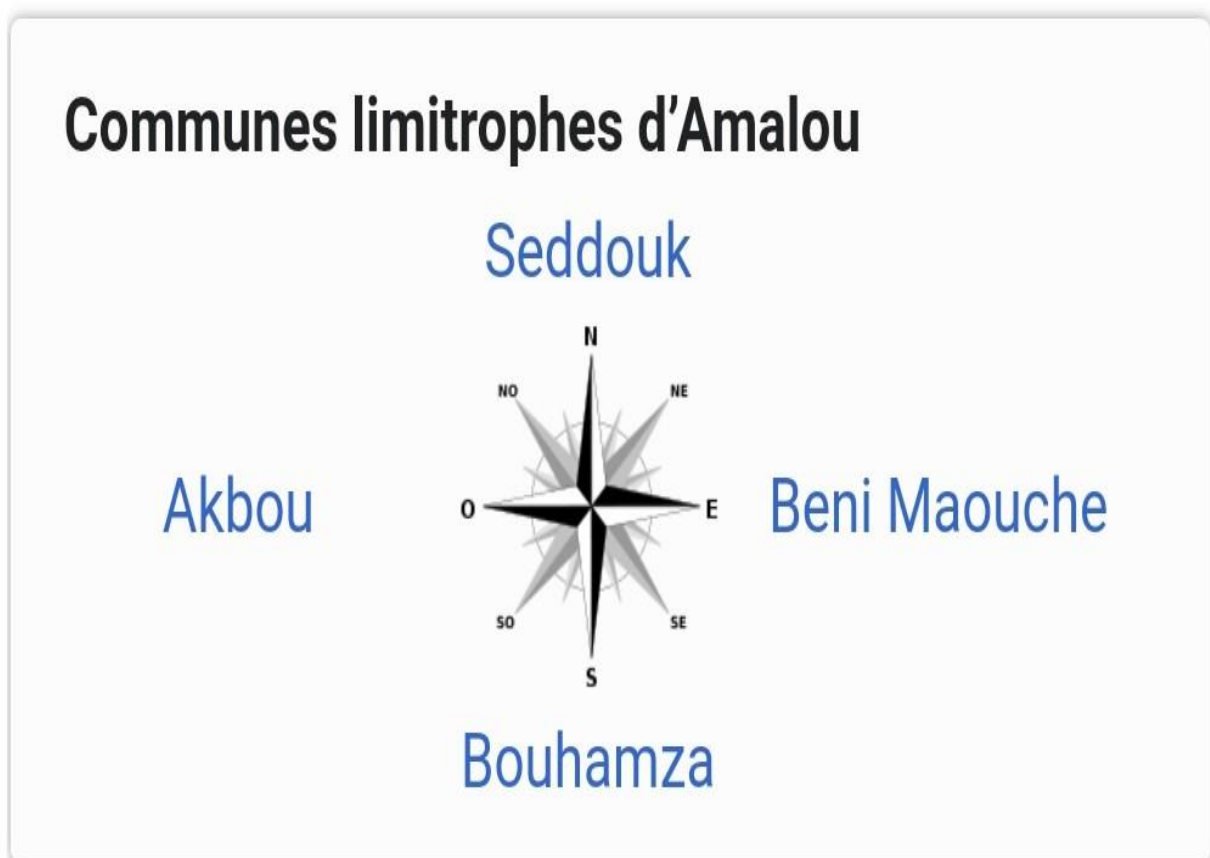 Communes limitrophes d’Amalou
Seddouk
N
NO NE
Akbou O E Beni Maouche
SO SE
S
Bouhamza